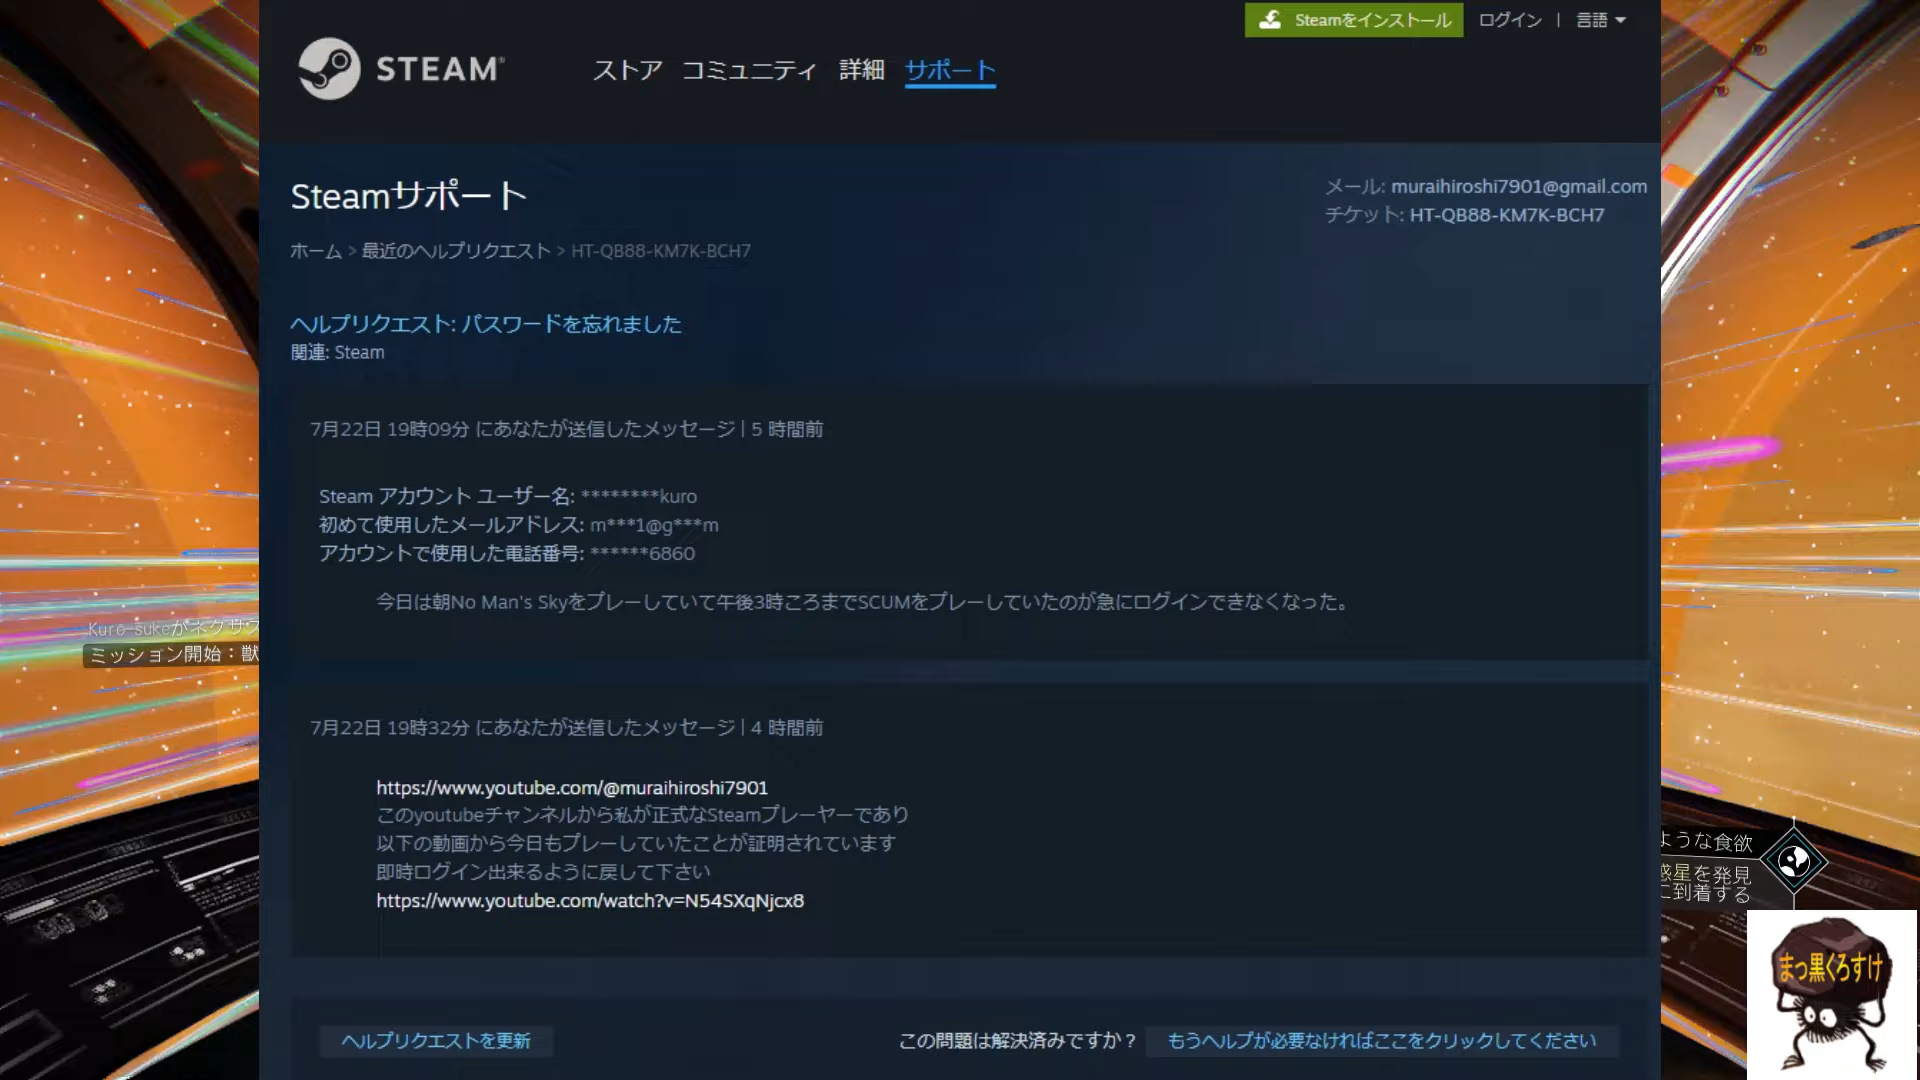 Steamをインストール
ログイン | 言語
STEAM
ストア コミュニティ 詳細 サポート
Steamサポート
メール: muraihiroshi7901@gmail.com
チケット: HT-QB88-KM7K-BCH7
ホーム > 最近のヘルプリクエスト > HT-QB88-KM7K-BCH7
ヘルプリクエスト: パスワードを忘れました
関連: Steam
7月22日 19時09分 にあなたが送信したメッセージ | 5 時間前
Steam アカウント ユーザー名: ********kuro
初めて使用したメールアドレス: m***1@g***m
アカウントで使用した電話番号: ******6860
今日は朝No Man's Skyをプレーしていて午後3時ころまでSCUMをプレーしていたのが急にログインできなくなった。
Kuro-sukeがネクサス
ミッション開始：獣
7月22日 19時32分 にあなたが送信したメッセージ | 4 時間前
https://www.youtube.com/@muraihiroshi7901
このyoutubeチャンネルから私が正式なSteamプレーヤーであり
以下の動画から今日もプレーしていたことが証明されています
即時ログイン出来るように戻して下さい
https://www.youtube.com/watch?v=N54SXqNjcx8
ような食欲
惑星を発見
に到着する
まっ黒くろすけ
ヘルプリクエストを更新
この問題は解決済みですか？ もうヘルプが必要なければここをクリックしてください